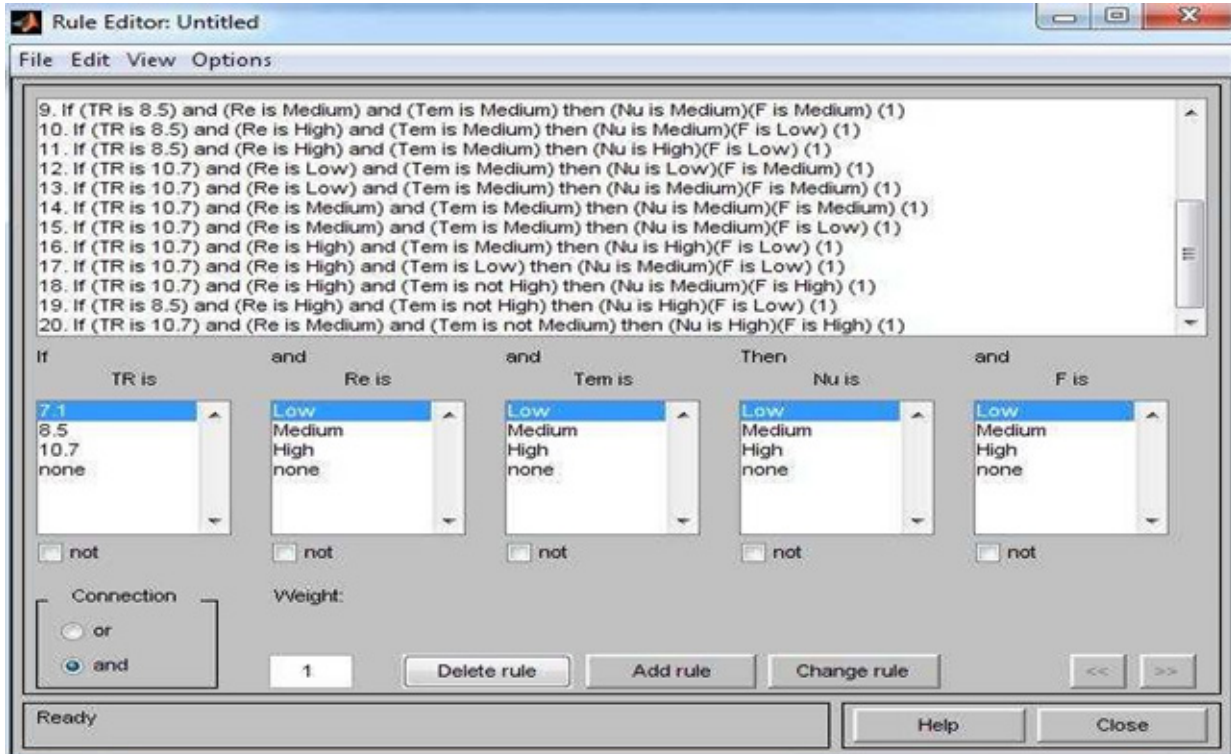 Rule Editor: Untitled
File Edit View Options
9. If (TR is 8.5) and (Re is Medium) and (Tem is Medium) then (Nu is Medium)(F is Medium) (1)
10. If (TR is 8.5) and (Re is High) and (Tem is Medium) then (Nu is Medium)(F is Low) (1)
11. If (TR is 8.5) and (Re is High) and (Tem is Medium) then (Nu is High)(F is Low) (1)
12. If (TR is 10.7) and (Re is Low) and (Tem is Medium) then (Nu is Low)(F is Medium) (1)
13. If (TR is 10.7) and (Re is Low) and (Tem is Medium) then (Nu is Medium)(F is Medium) (1)
14. If (TR is 10.7) and (Re is Medium) and (Tem is Medium) then (Nu is Medium)(F is Medium) (1)
15. If (TR is 10.7) and (Re is Medium) and (Tem is Medium) then (Nu is Medium)(F is Low) (1)
16. If (TR is 10.7) and (Re is High) and (Tem is Medium) then (Nu is High)(F is Low) (1)
17. If (TR is 10.7) and (Re is High) and (Tem is Low) then (Nu is Medium)(F is Low) (1)
18. If (TR is 10.7) and (Re is High) and (Tem is not High) then (Nu is Medium)(F is High) (1)
19. If (TR is 8.5) and (Re is High) and (Tem is not High) then (Nu is High)(F is Low) (1)
20. If (TR is 10.7) and (Re is Medium) and (Tem is not Medium) then (Nu is High)(F is High) (1)
If and and Then and
TR is Re is Tem is Nu is F is
7.1 Low Low Low Low
8.5 Medium Medium Medium Medium
10.7 High High High High
none none none none none
not not not not not
Connection Weight:
or
and 1 Delete rule Add rule Change rule << >>
Ready Help Close